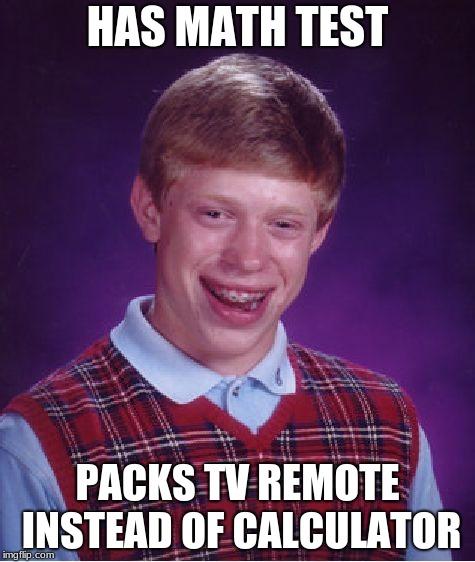 HAS MATH TEST
PACKS TV REMOTE
INSTEAD OF CALCULATOR
imgflip.com